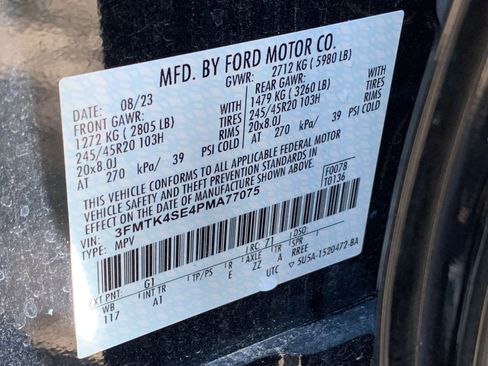 MFD. BY FORD MOTOR CO.
DATE: 08/23 GVWR: 2712 KG ( 5980 LB)
FRONT GAWR: REAR GAWR:
1272 KG ( 2805 LB) WITH 1479 KG ( 3260 LB) WITH
245/45R20 103H TIRES 245/45R20 103H TIRES
20x8.0J RIMS 20x8.0J RIMS
AT 270 kPa/ 39 PSI COLD AT 270 kPa/ 39 PSI COLD
THIS VEHICLE CONFORMS TO ALL APPLICABLE FEDERAL MOTOR
VEHICLE SAFETY AND THEFT PREVENTION STANDARDS IN
EFFECT ON THE DATE OF MANUFACTURE SHOWN ABOVE.
VIN: 3FMTK4SE4PMA77075 F0078
TYPE: MPV T0136
EXT PNT: G1 RC: 71 DSO:
WB INT TR TP/PS R AXLE TR SPR
117 A1 E ZZ A RREE
UTC 5U5A-1520472-BA